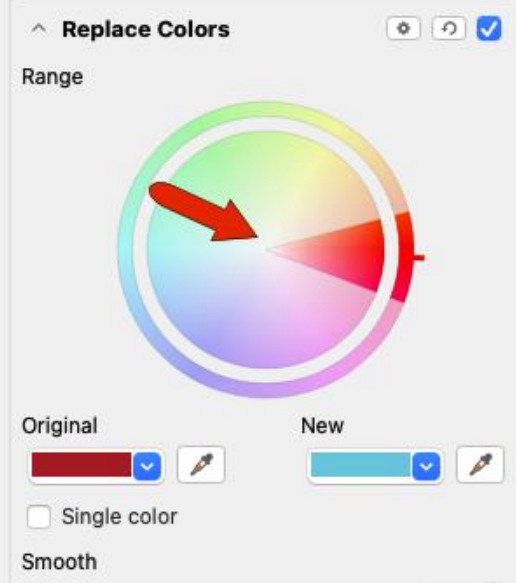 Replace Colors
Range
Original New
Single color
Smooth